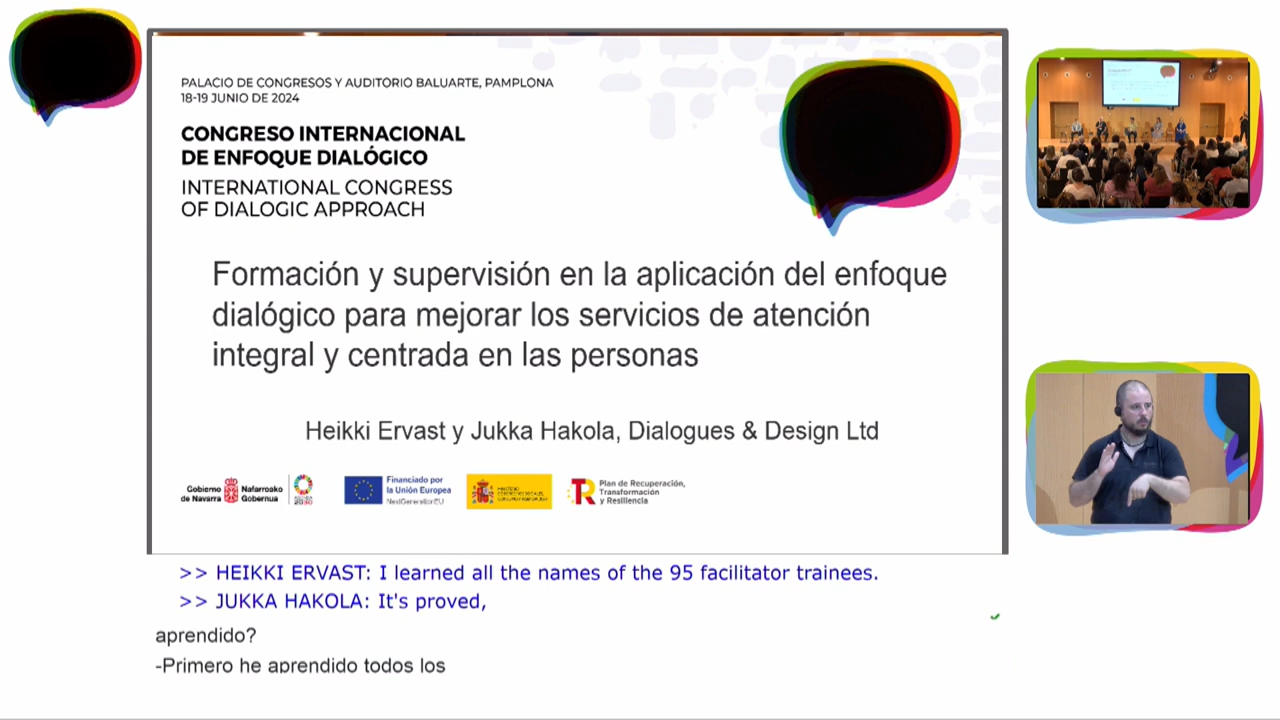 PALACIO DE CONGRESOS Y AUDITORIO BALUARTE, PAMPLONA
18-19 JUNIO DE 2024
CONGRESO INTERNACIONAL
DE ENFOQUE DIALÓGICO
INTERNATIONAL CONGRESS
OF DIALOGIC APPROACH
Formación y supervisión en la aplicación del enfoque
dialógico para mejorar los servicios de atención
integral y centrada en las personas
Heikki Ervast y Jukka Hakola, Dialogues & Design Ltd
Gobierno
de Navarra
Nafarroako
Gobernua
Financiado por
la Unión Europea
NextGenerationEU
Plan de Recuperación,
Transformación
y Resiliencia
>> HEIKKI ERVAST: I learned all the names of the 95 facilitator trainees.
>> JUKKA HAKOLA: It's proved,
aprendido?
-Primero he aprendido todos los